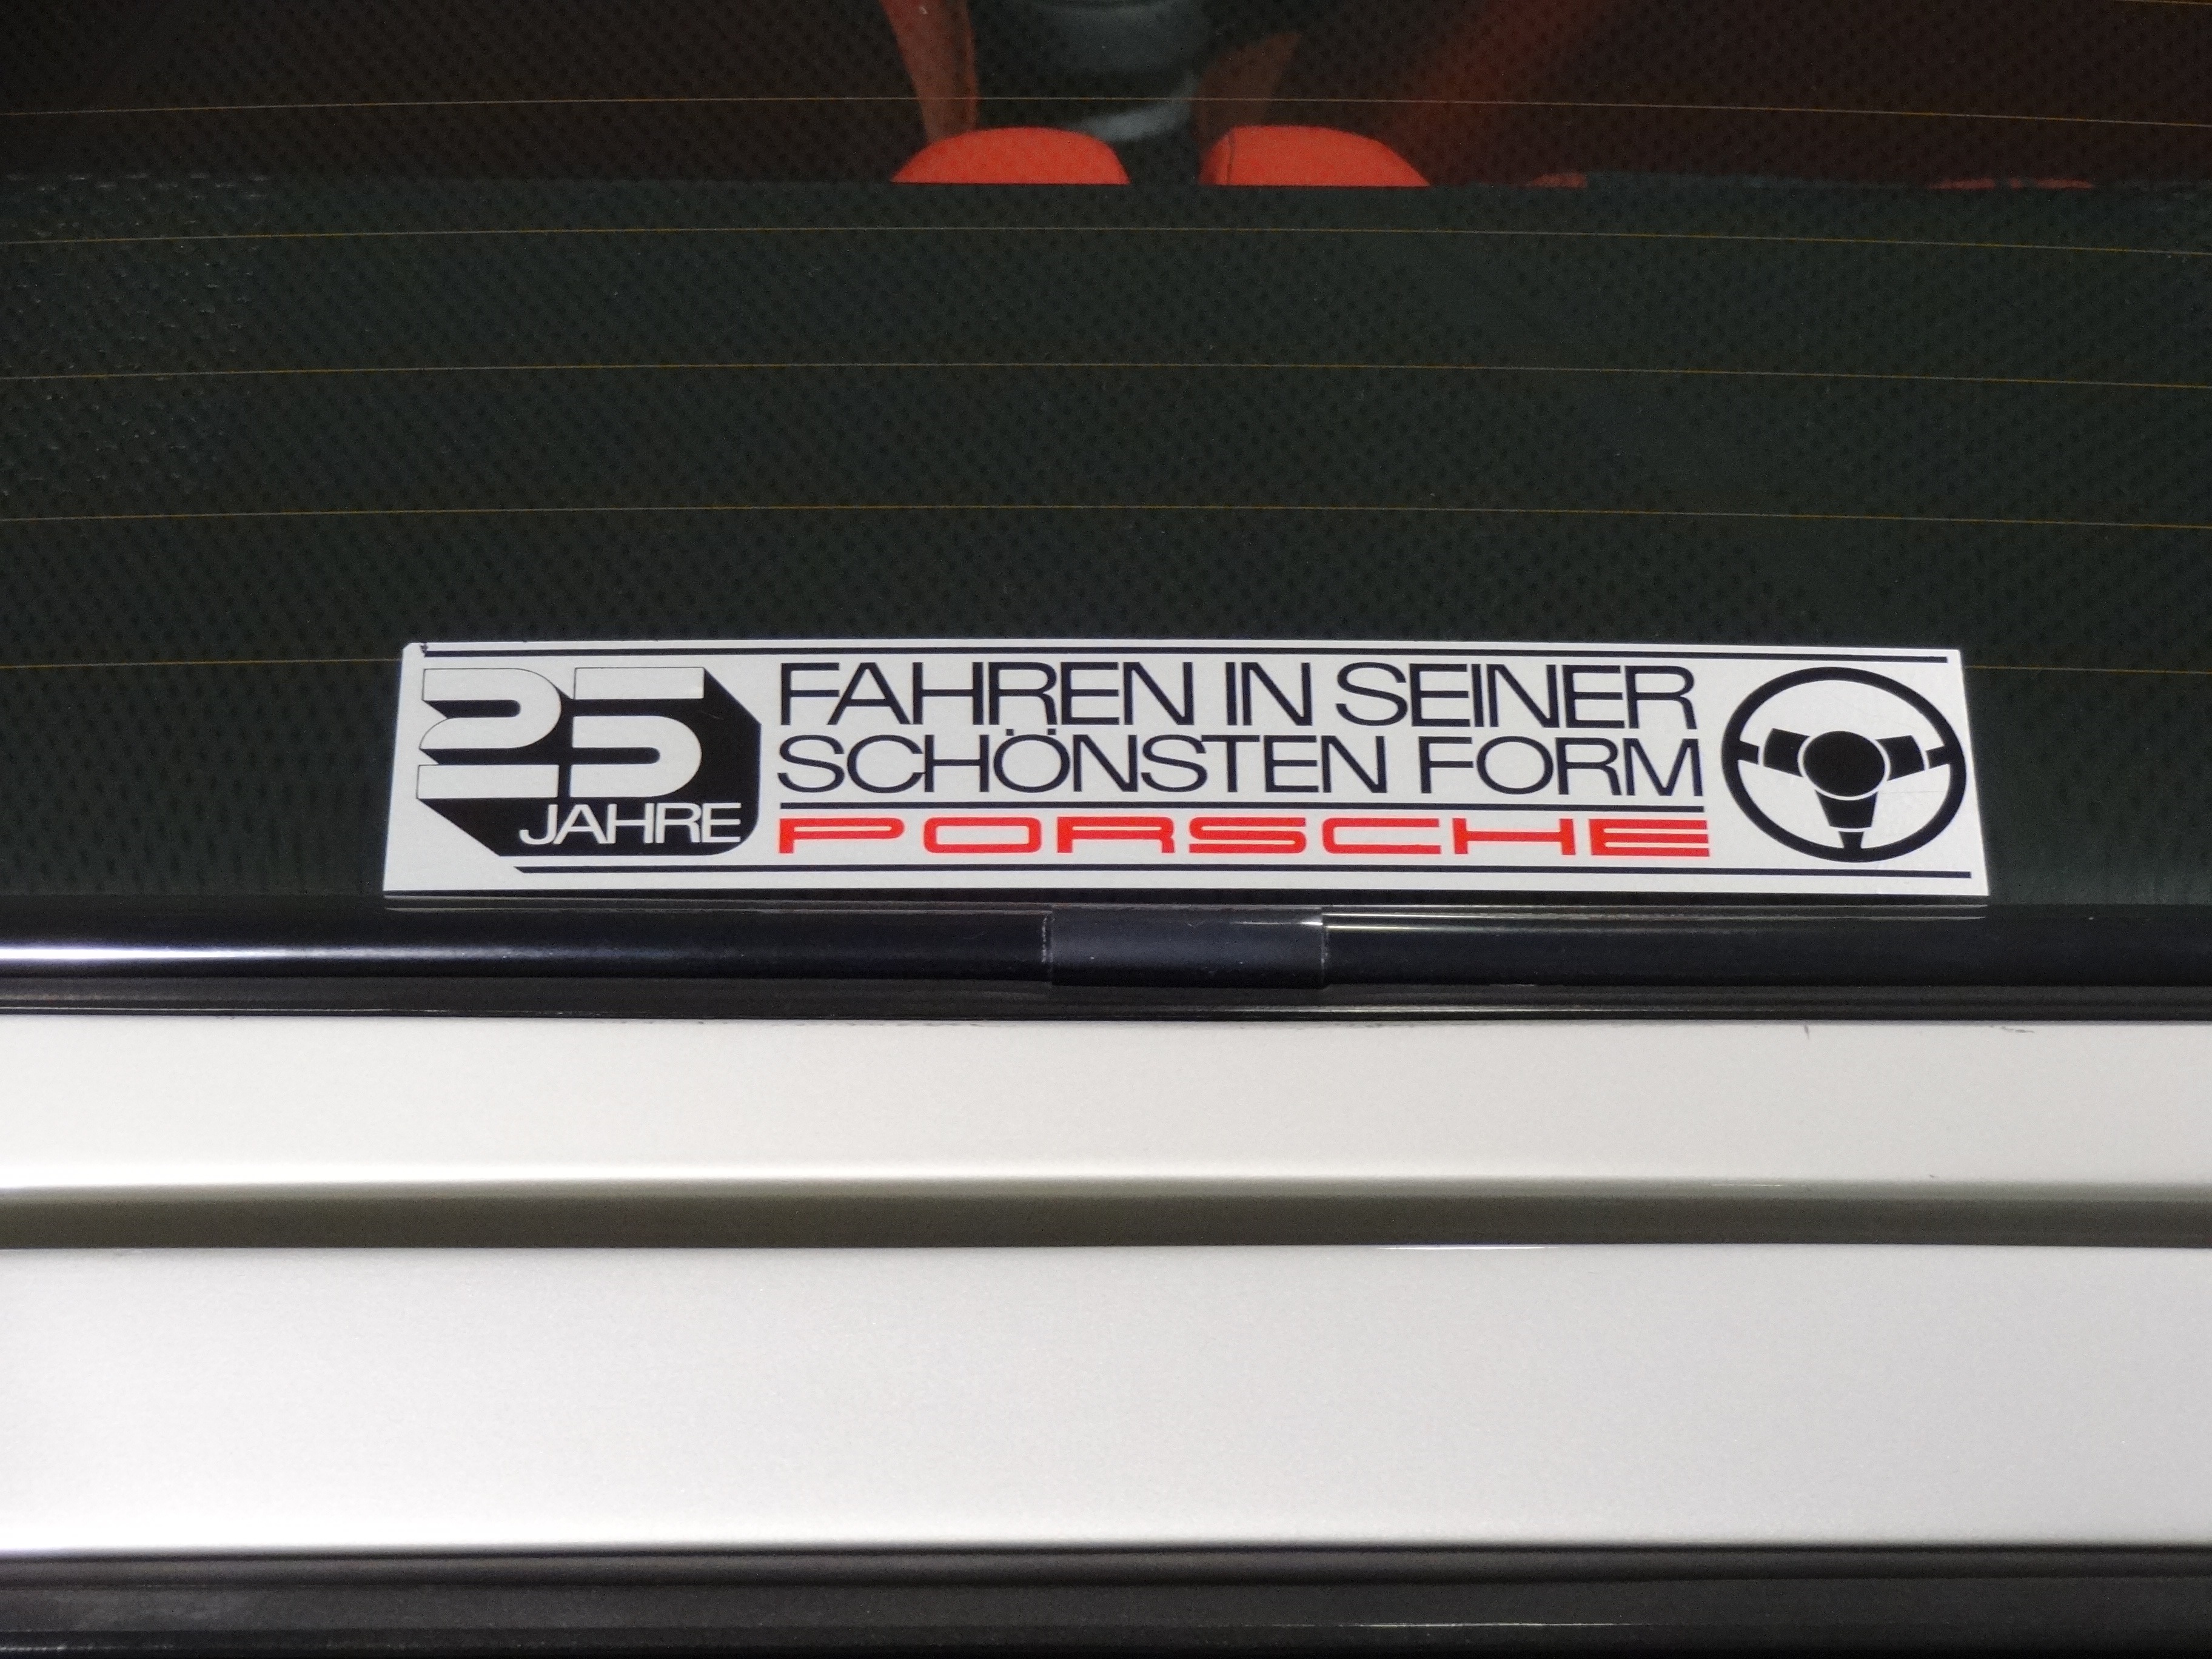 25
JAHRE
FAHREN IN SEINER
SCHÖNSTEN FORM
PORSCHE